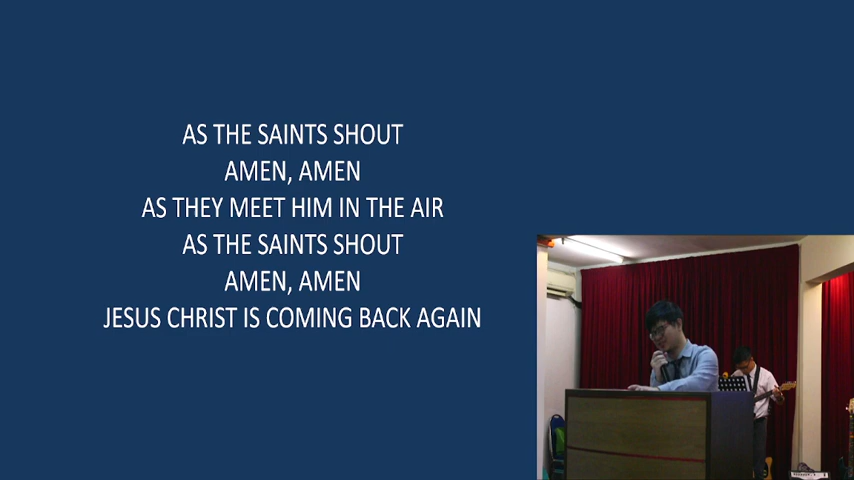 AS THE SAINTS SHOUT
AMEN, AMEN
AS THEY MEET HIM IN THE AIR
AS THE SAINTS SHOUT
AMEN, AMEN
JESUS CHRIST IS COMING BACK AGAIN